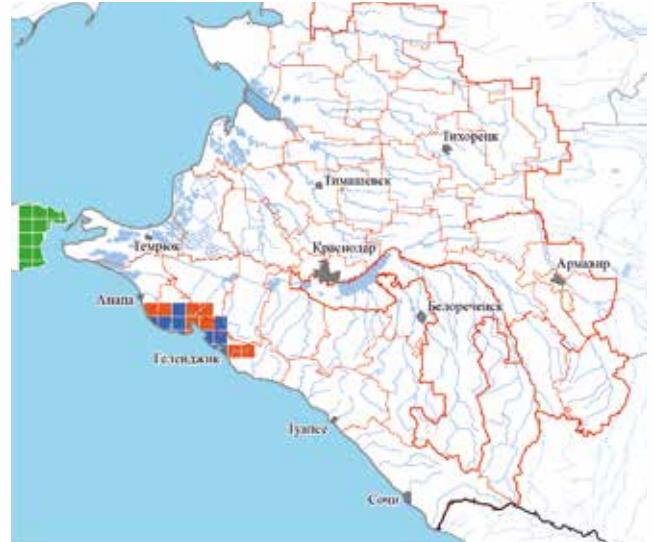 Тихорецк
Тимашевск
Темрюк
Краснодар
Армавир
Анапа
Белореченск
Геленджик
Туапсе
Сочи